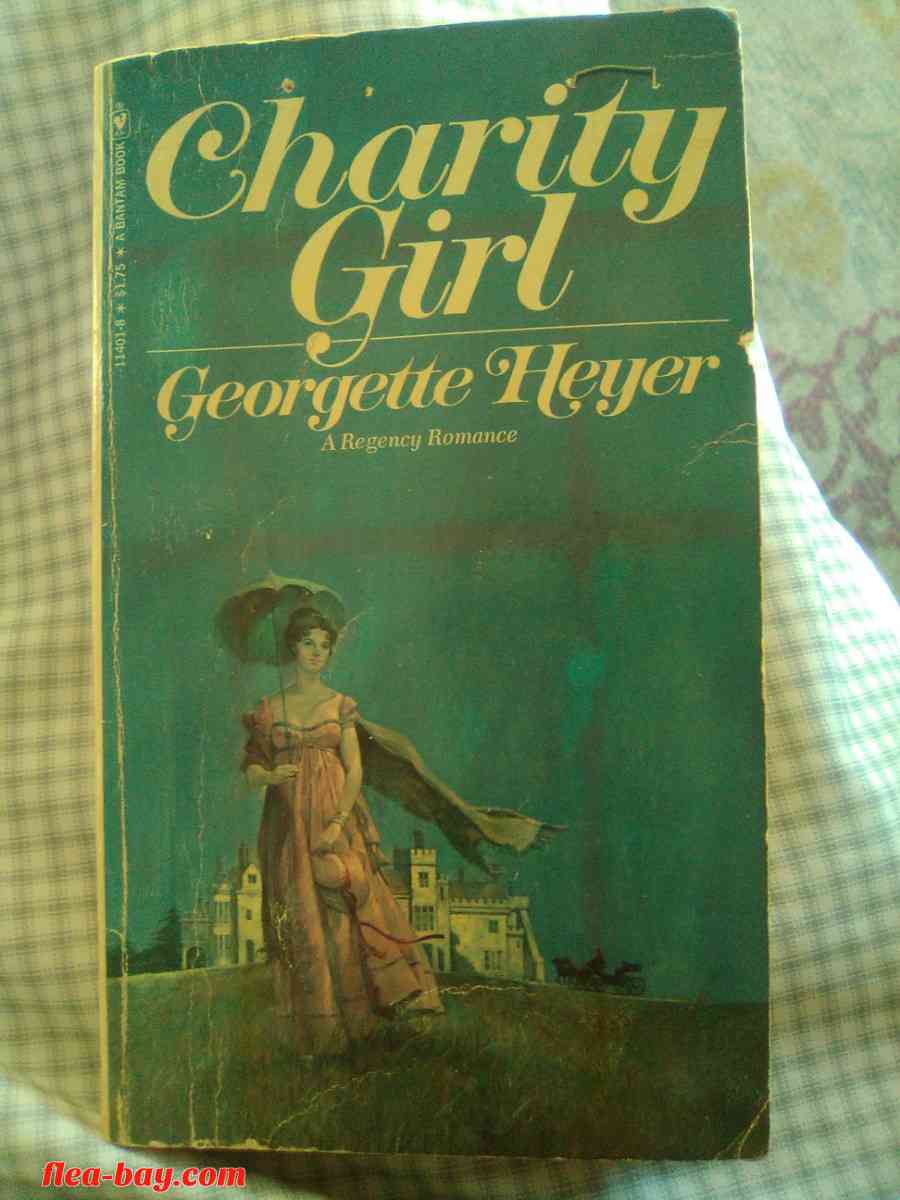 Charity
Girl
Georgette Heyer
A Regency Romance
11401-8 * $1.75 * A BANTAM BOOK
flea-bay.com